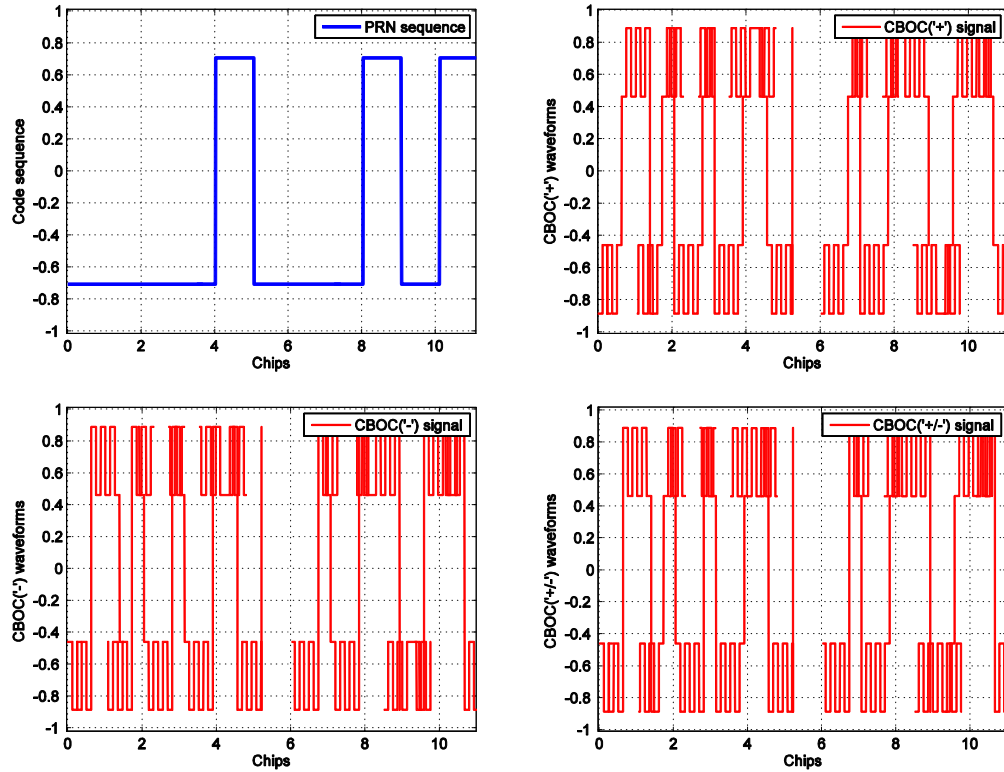 PRN sequence
Code sequence
1
0.8
0.6
0.4
0.2
0
-0.2
-0.4
-0.6
-0.8
-1
0 2 4 6 8 10
Chips
CBOC('+') signal
CBOC('+') waveforms
1
0.8
0.6
0.4
0.2
0
-0.2
-0.4
-0.6
-0.8
-1
0 2 4 6 8 10
Chips
CBOC('-') signal
CBOC('-') waveforms
1
0.8
0.6
0.4
0.2
0
-0.2
-0.4
-0.6
-0.8
-1
0 2 4 6 8 10
Chips
CBOC('+/-') signal
CBOC('+/-') waveforms
1
0.8
0.6
0.4
0.2
0
-0.2
-0.4
-0.6
-0.8
-1
0 2 4 6 8 10
Chips